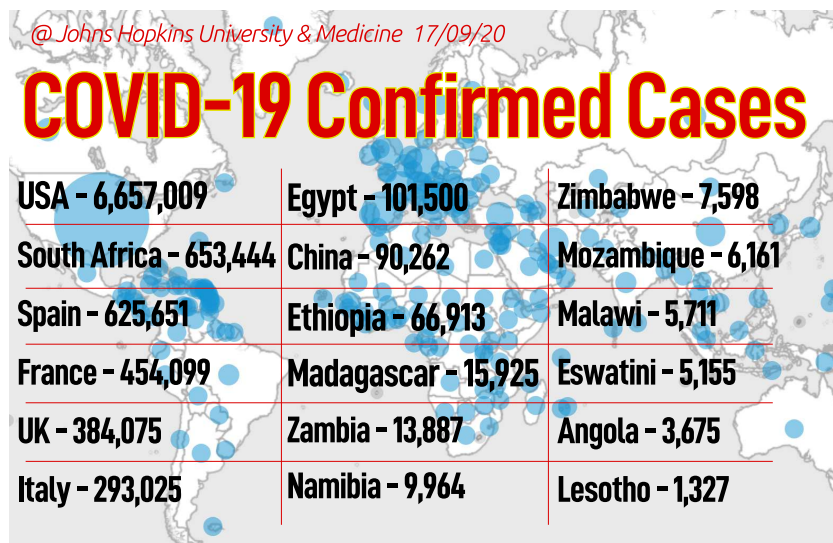 @ Johns Hopkins University & Medicine 17/09/20
COVID-19 Confirmed Cases
USA - 6,657,009
South Africa - 653,444
Spain - 625,651
France - 454,099
UK - 384,075
Italy - 293,025
Egypt - 101,500
China - 90,262
Ethiopia - 66,913
Madagascar - 15,925
Zambia - 13,887
Namibia - 9,964
Zimbabwe - 7,598
Mozambique - 6,161
Malawi - 5,711
Eswatini - 5,155
Angola - 3,675
Lesotho - 1,327